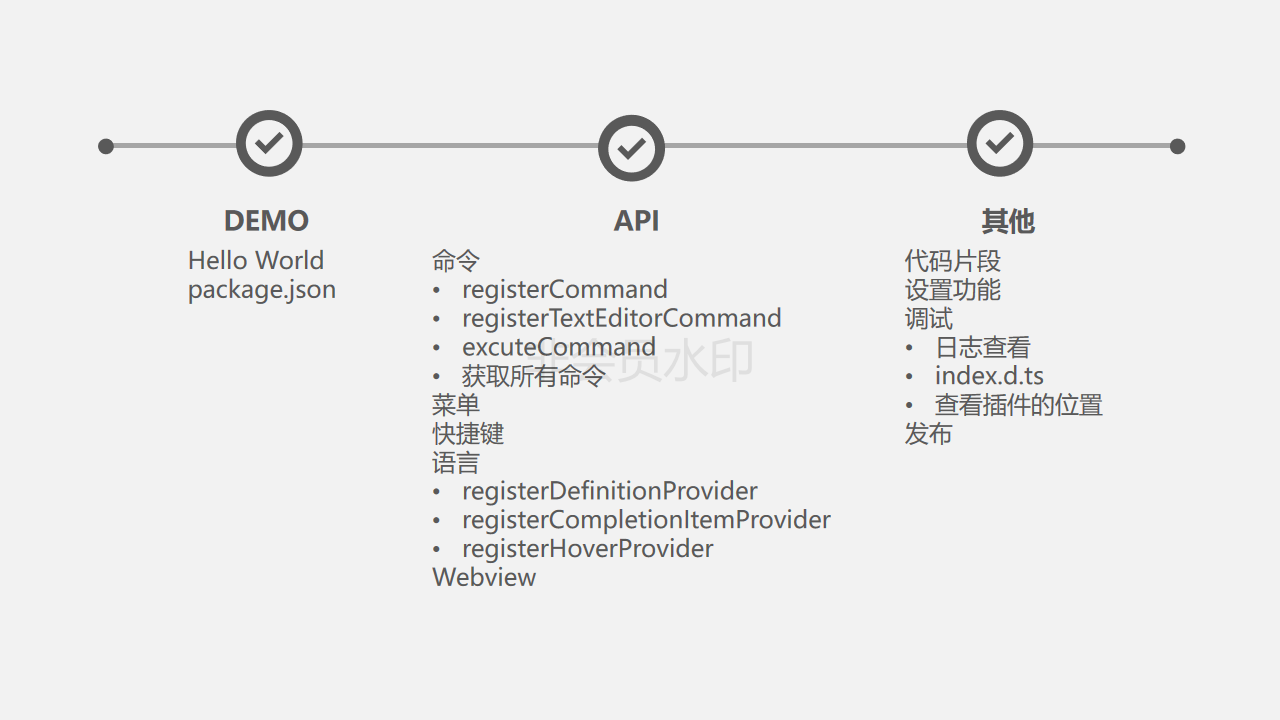 DEMO
Hello World
package.json
API
命令
• registerCommand
• registerTextEditorCommand
• excuteCommand
• 获取所有命令
菜单
快捷键
语言
• registerDefinitionProvider
• registerCompletionItemProvider
• registerHoverProvider
Webview
其他
代码片段
设置功能
调试
• 日志查看
• index.d.ts
• 查看插件的位置
发布
非会员水印